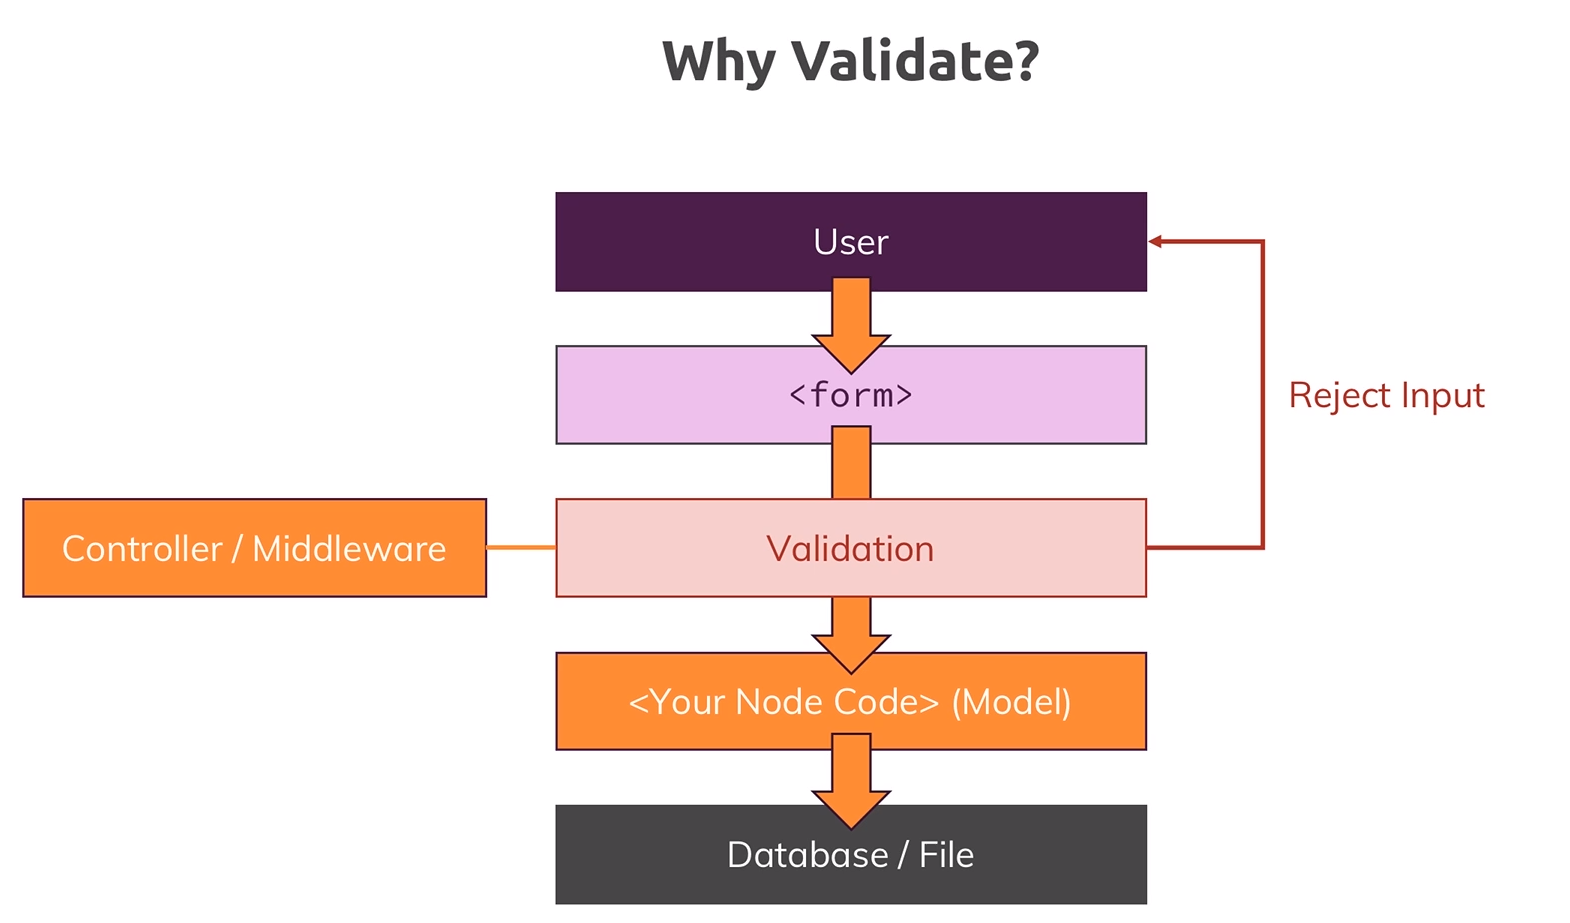 Why Validate?
User
<form>
Reject Input
Controller / Middleware
Validation
<Your Node Code> (Model)
Database / File